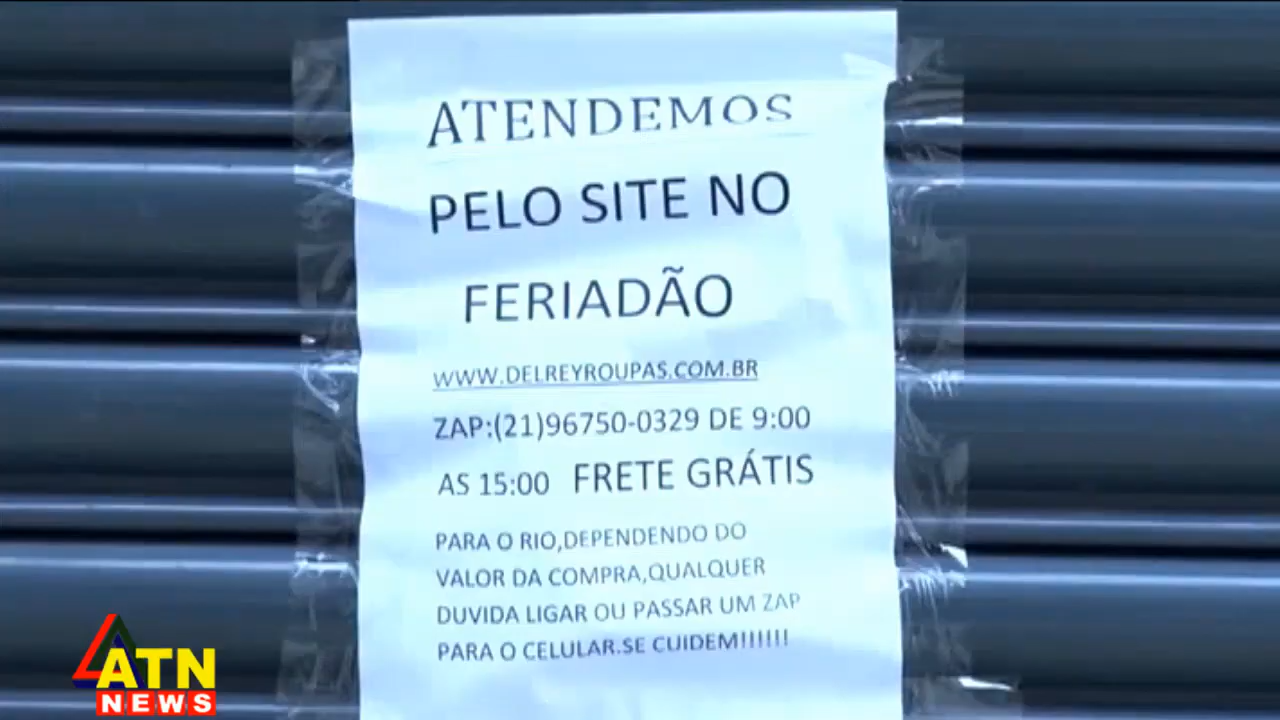 ATENDEMOS
PELO SITE NO
FERIADÃO
WWW.DELREYROUPAS.COM.BR
ZAP:(21)96750-0329 DE 9:00
AS 15:00 FRETE GRÁTIS
PARA O RIO,DEPENDENDO DO
VALOR DA COMPRA,QUALQUER
DUVIDA LIGAR OU PASSAR UM ZAP
PARA O CELULAR.SE CUIDEM!!!!!!
ATN
NEWS